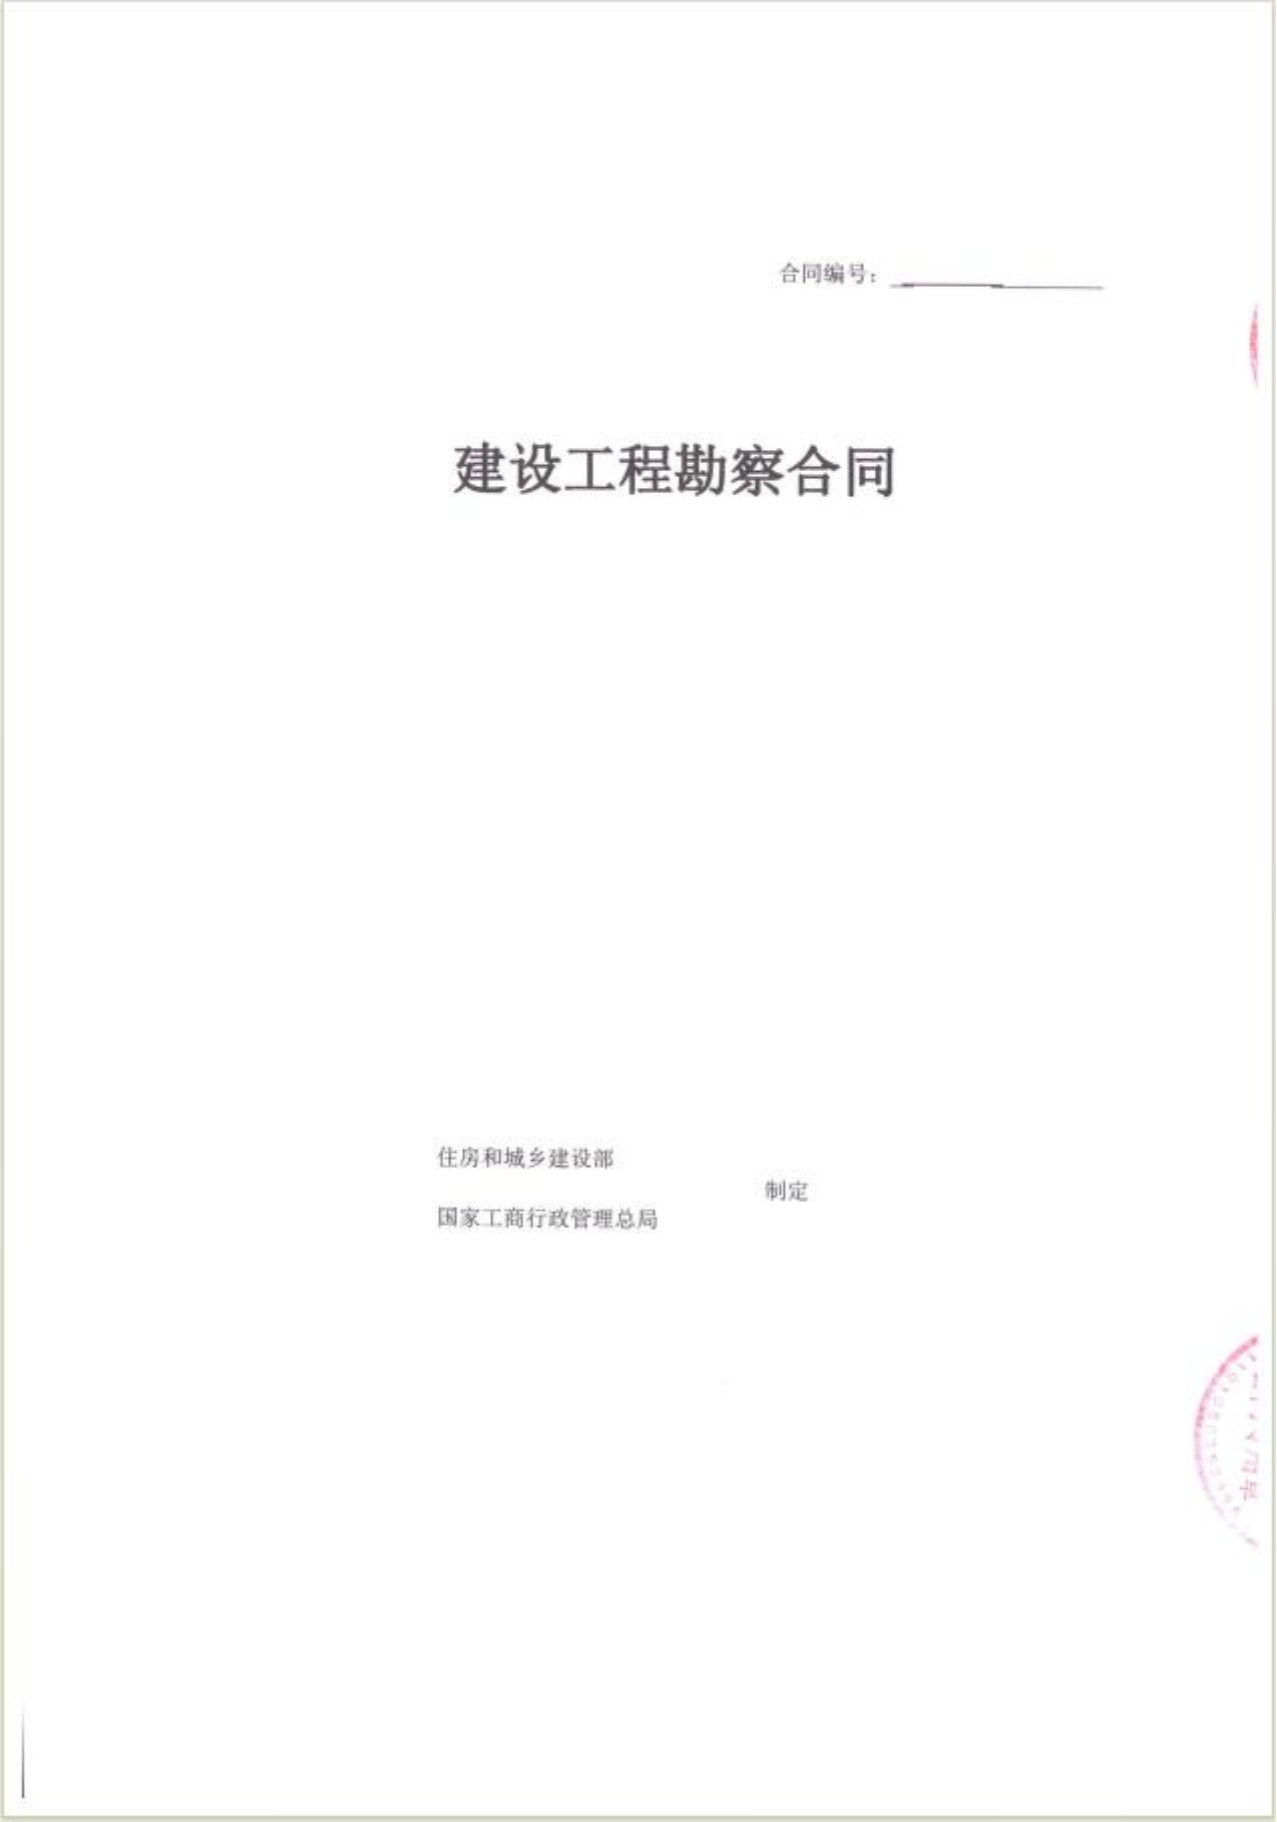 合同编号：
建设工程勘察合同
住房和城乡建设部
制定
国家工商行政管理总局